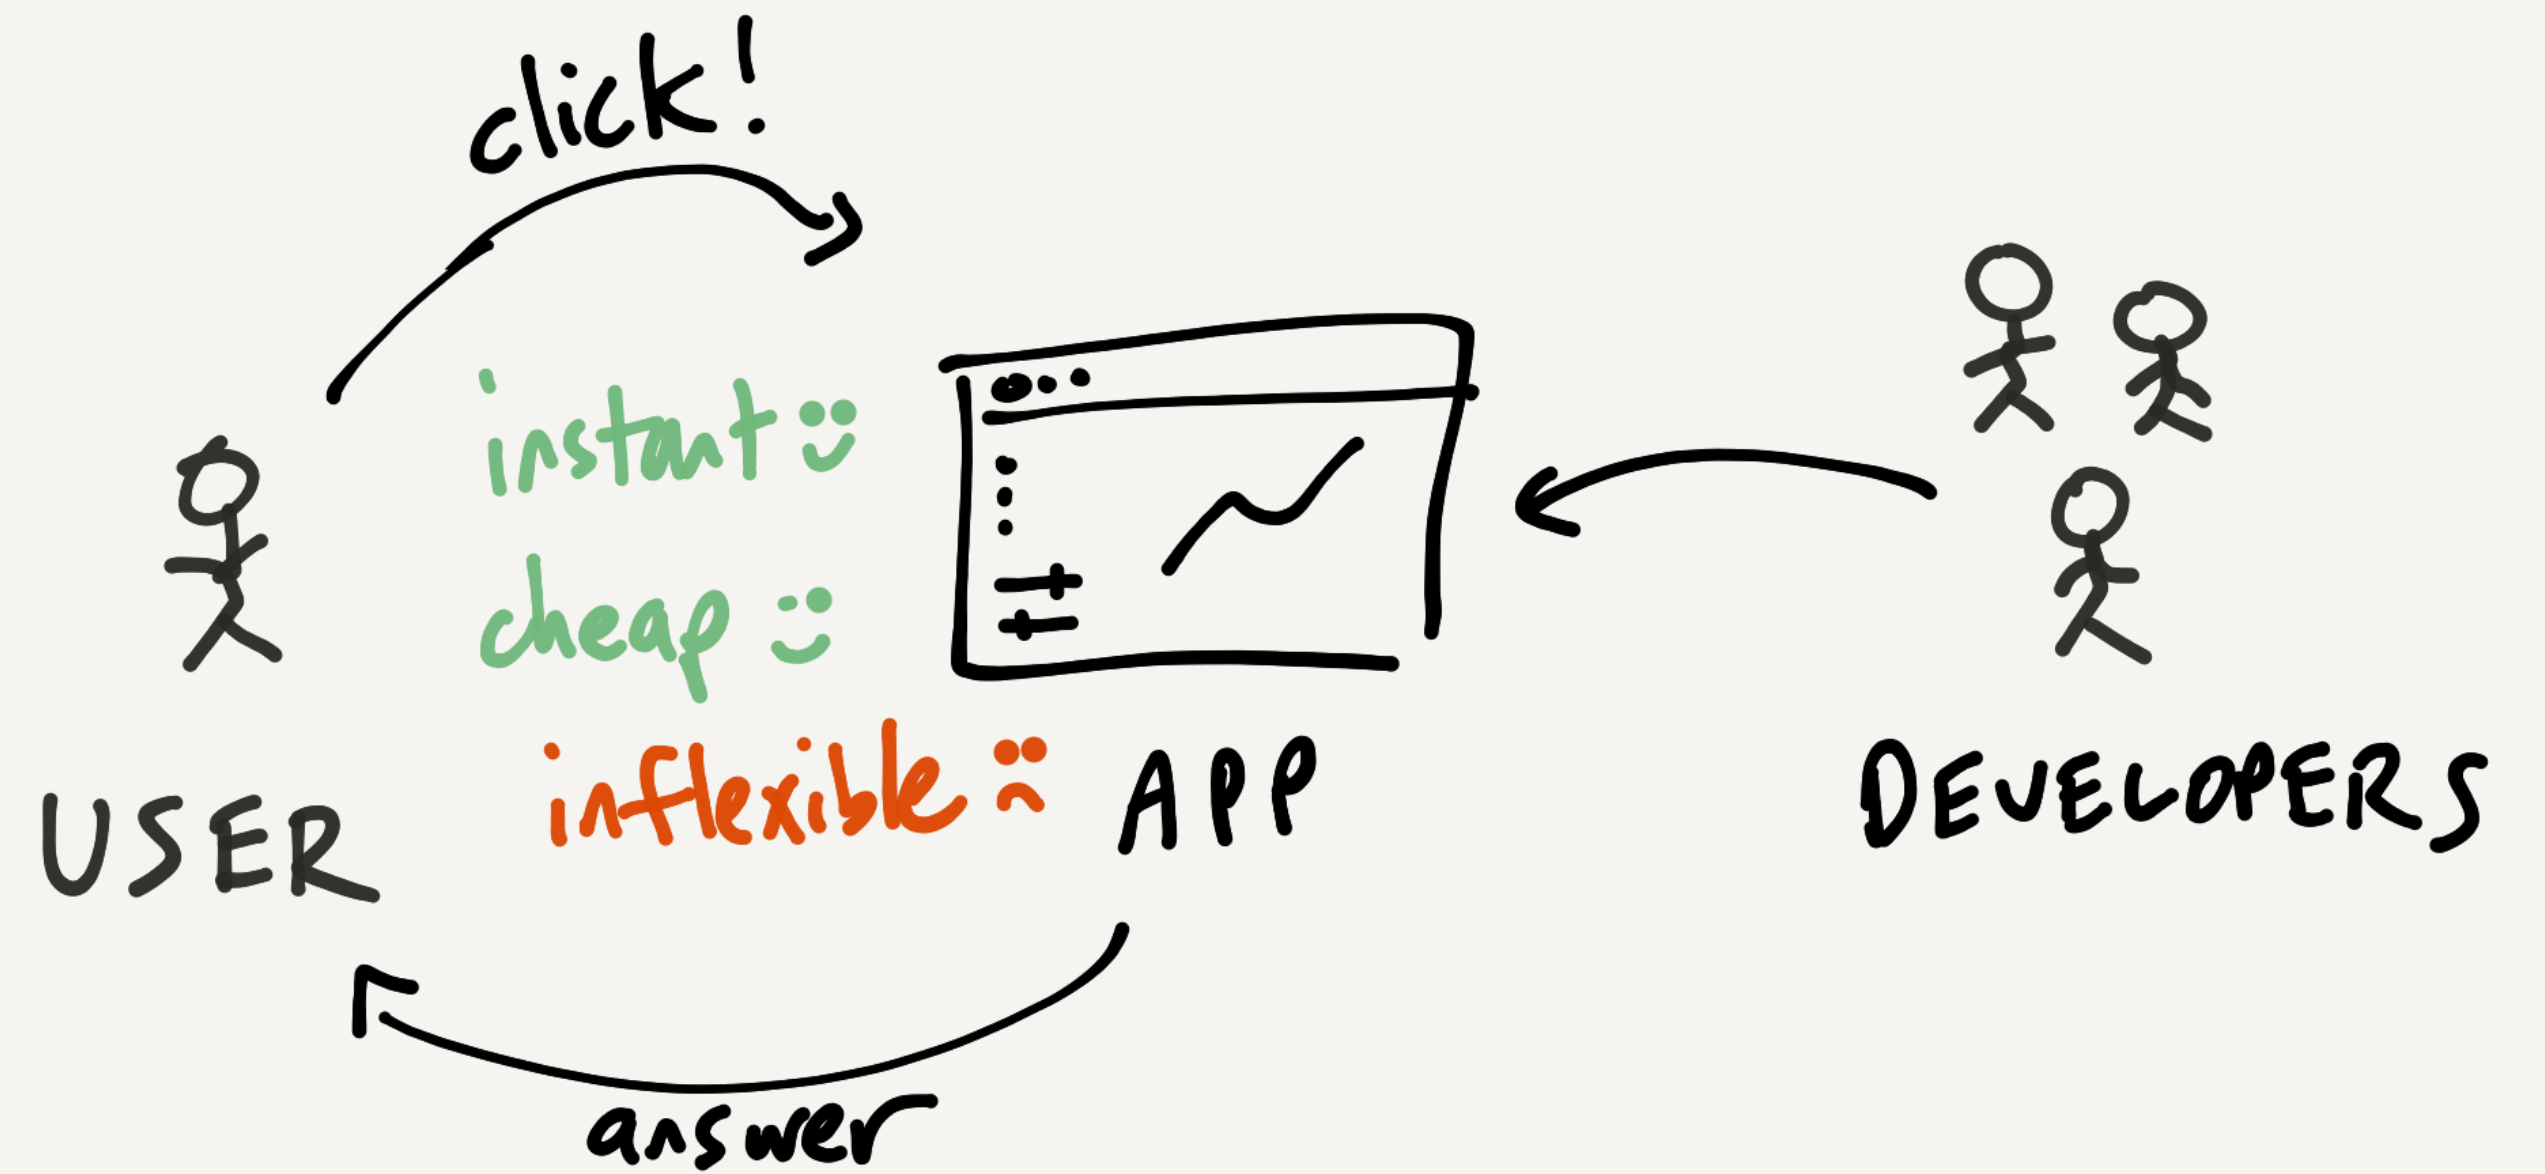 click!
instant
cheap
inflexible
USER
APP
DEVELOPERS
answer